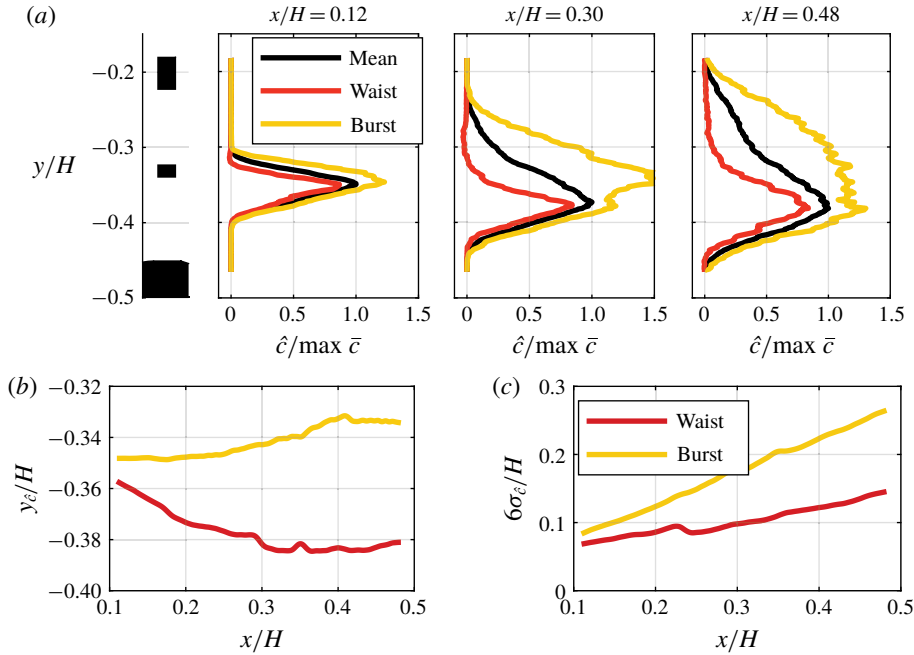 (a)
x/H = 0.12
x/H = 0.30
x/H = 0.48
y/H
−0.2
−0.3
−0.4
−0.5
Mean
Waist
Burst
0 0.5 1.0 1.5
0 0.5 1.0 1.5
0 0.5 1.0 1.5
ĉ/max c̄
ĉ/max c̄
ĉ/max c̄
(b)
y_ĉ/H
−0.32
−0.34
−0.36
−0.38
−0.40
0.1 0.2 0.3 0.4 0.5
x/H
(c)
6σ_ĉ/H
0.3
0.2
0.1
0
Waist
Burst
0.1 0.2 0.3 0.4 0.5
x/H